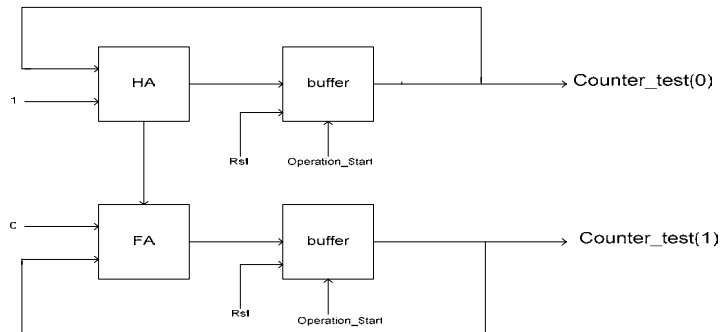 HA
buffer
Counter_test(0)
1
Rst
Operation_Start
c
FA
buffer
Counter_test(1)
Rst
Operation_Start